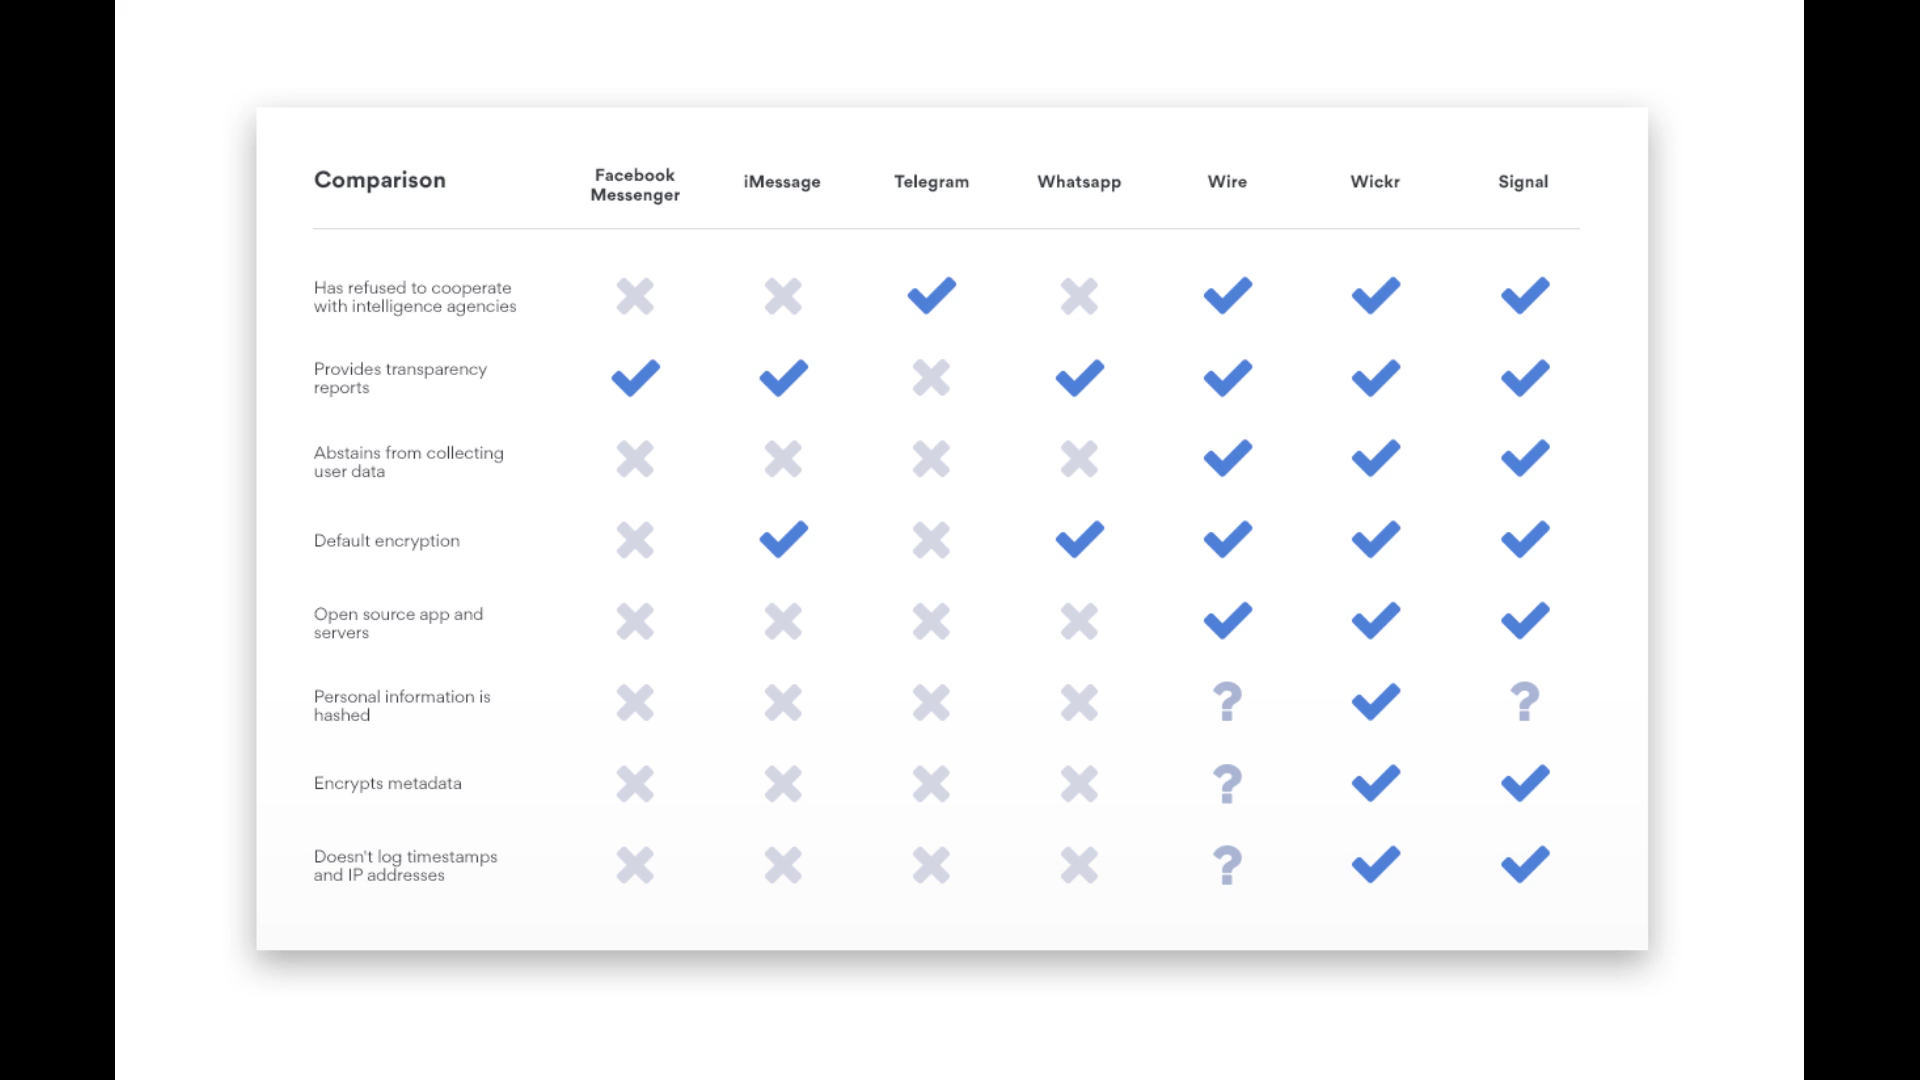 Comparison
Facebook
Messenger
iMessage
Telegram
Whatsapp
Wire
Wickr
Signal
Has refused to cooperate
with intelligence agencies
Provides transparency
reports
Abstains from collecting
user data
Default encryption
Open source app and
servers
Personal information is
hashed
? ?
Encrypts metadata
?
Doesn't log timestamps
and IP addresses
?